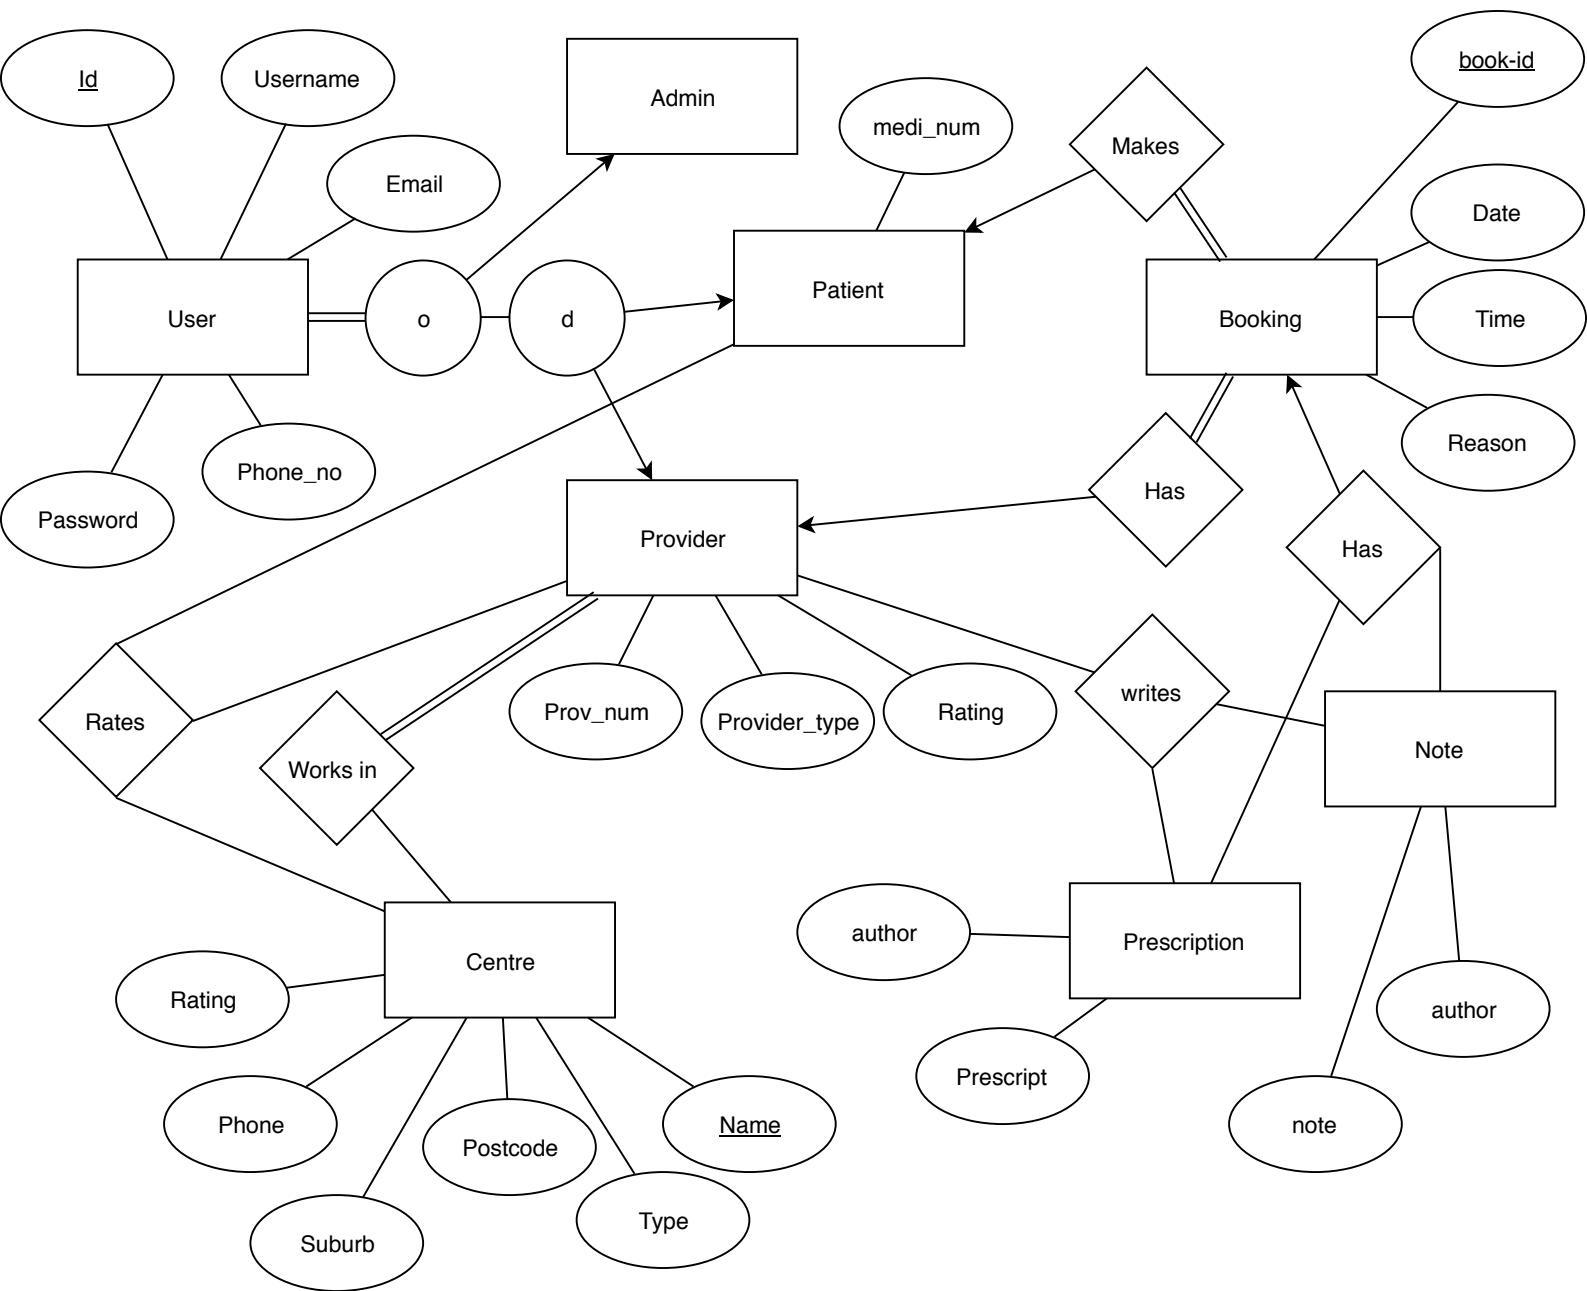 book-id
Id
Username
Admin
medi_num
Makes
Email
Date
Patient
User
o
d
Booking
Time
Reason
Phone_no
Has
Password
Provider
Has
writes
Prov_num
Rating
Rates
Provider_type
Note
Works in
author
Prescription
Centre
Rating
author
Prescript
Phone
Name
note
Postcode
Type
Suburb